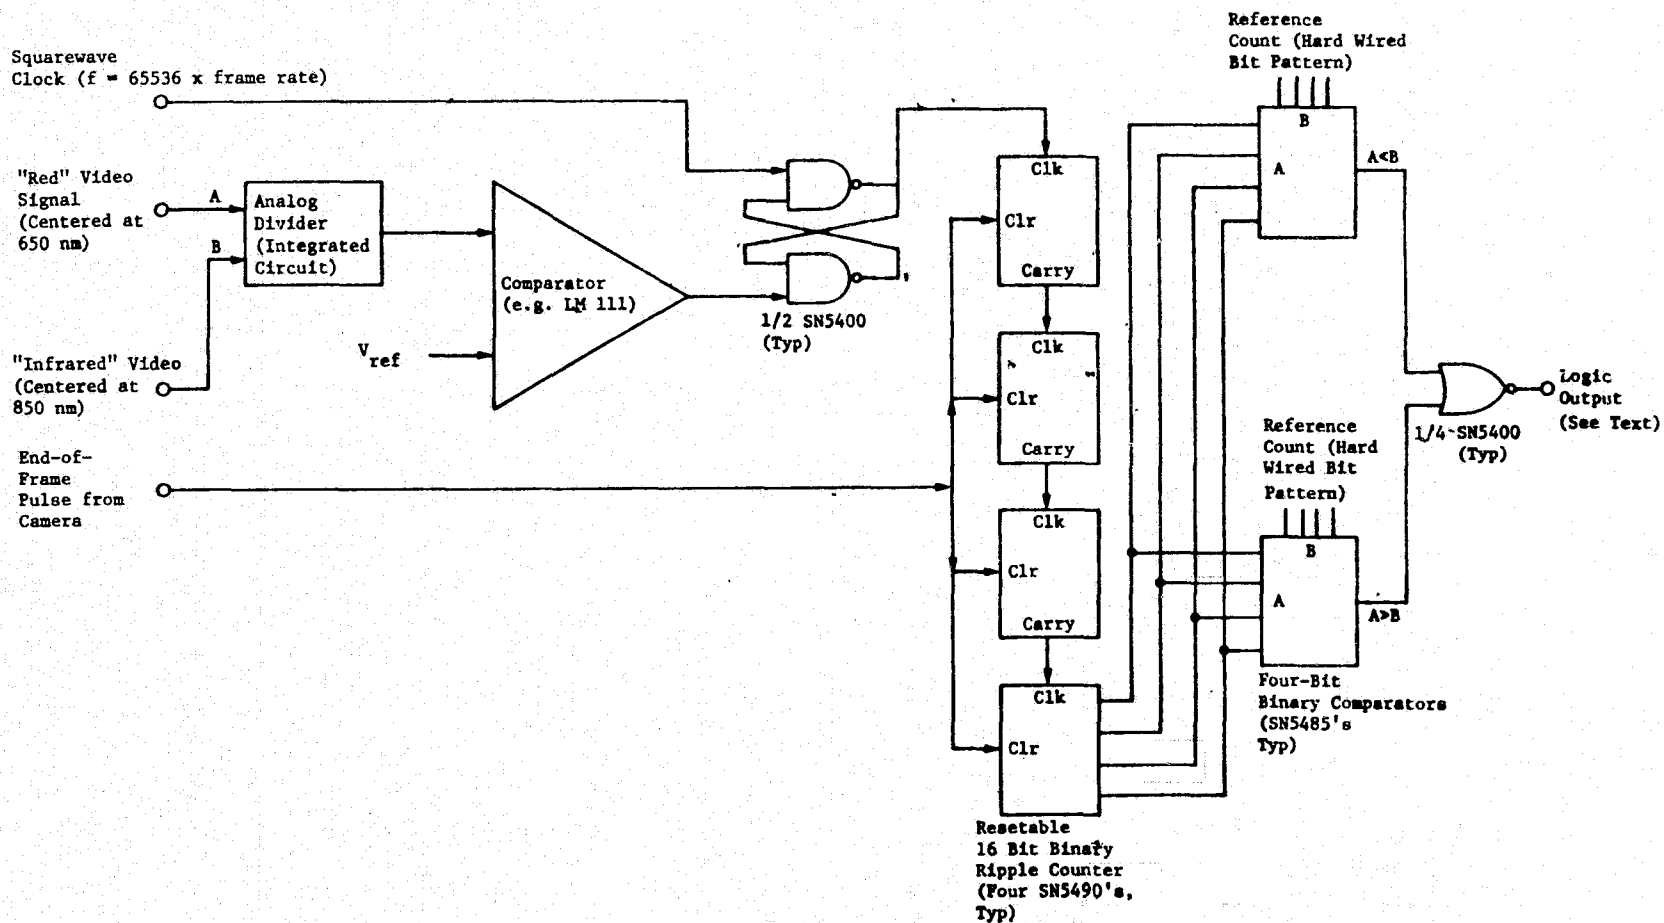 Squarewave
Clock (f = 65536 x frame rate)
"Red" Video
Signal
(Centered at
650 nm)
A
B
Analog
Divider
(Integrated
Circuit)
"Infrared" Video
(Centered at
850 nm)
Vref
Comparator
(e.g. LM 111)
1/2 SN5400
(Typ)
End-of-
Frame
Pulse from
Camera
Clk
Clr
Carry
Clk
Clr
Carry
Clk
Clr
Carry
Clk
Clr
Resetable
16 Bit Binary
Ripple Counter
(Four SN5490's,
Typ)
Reference
Count (Hard Wired
Bit Pattern)
B
A
A<B
Reference
Count (Hard
Wired Bit
Pattern)
B
A
A>B
Four-Bit
Binary Comparators
(SN5485's
Typ)
1/4 SN5400
(Typ)
Logic
Output
(See Text)